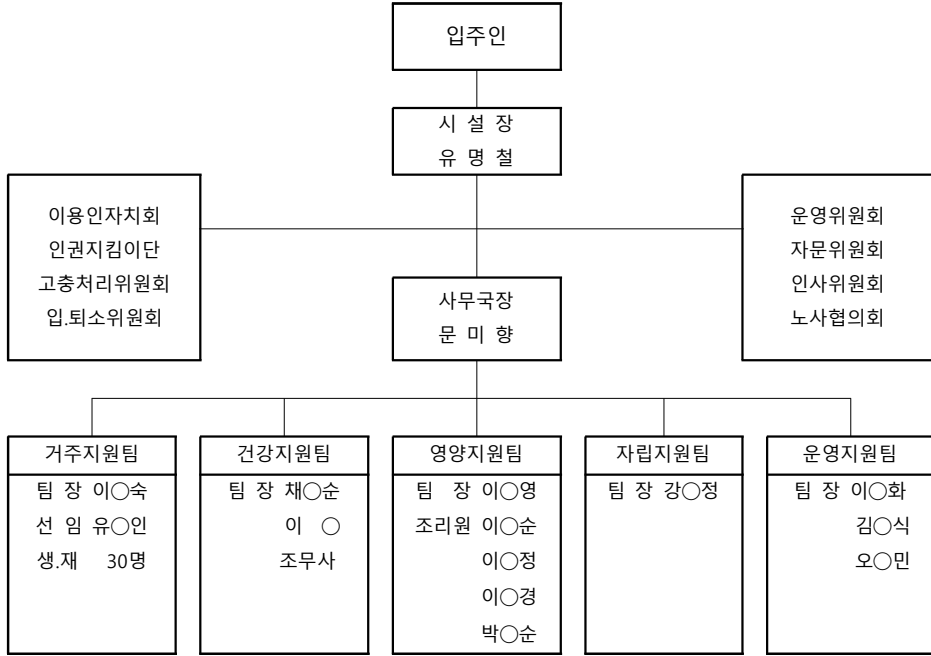 입주인
시 설 장
유 명 철
이용인자치회
인권지킴이단
고충처리위원회
입.퇴소위원회
운영위원회
자문위원회
인사위원회
노사협의회
사무국장
문 미 향
거주지원팀
팀 장 이○숙
선 임 유○인
생.재 30명
건강지원팀
팀 장 채○순
이 ○
조무사
영양지원팀
팀 장 이○영
조리원 이○순
이○정
이○경
박○순
자립지원팀
팀 장 강○정
운영지원팀
팀 장 이○화
김○식
오○민